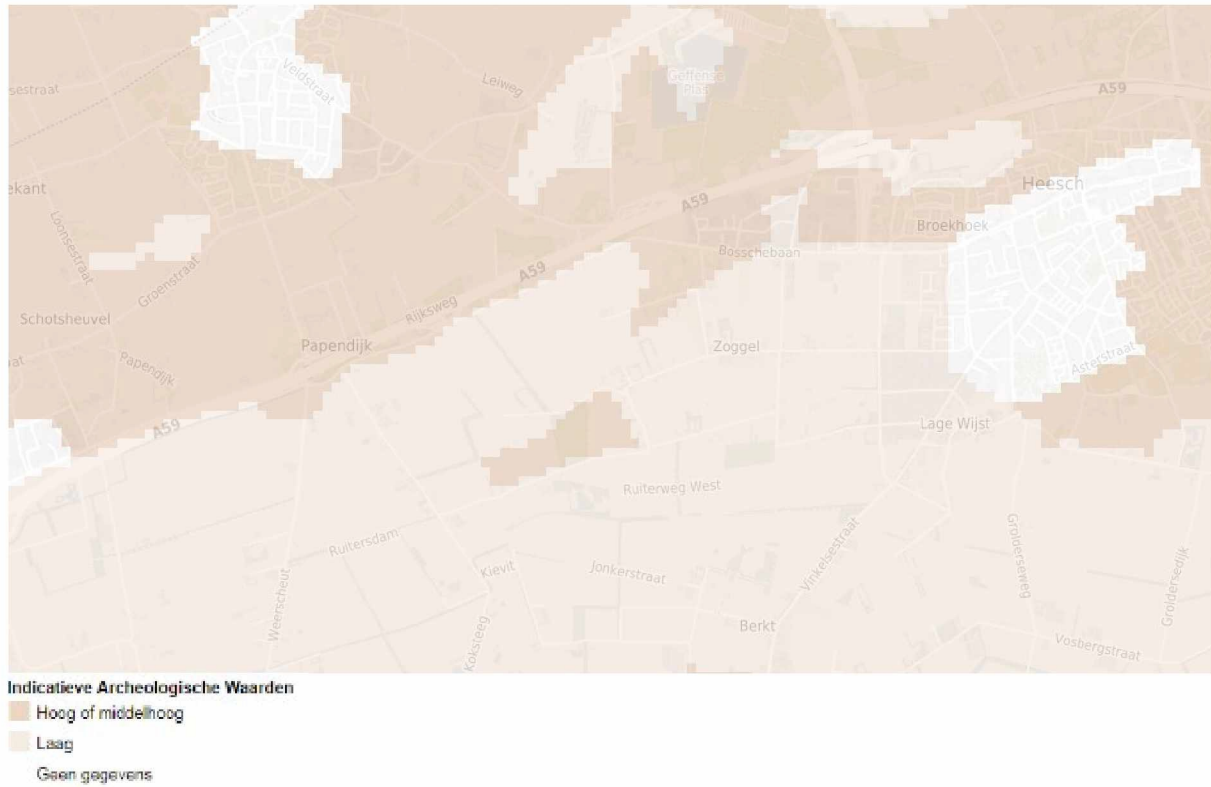 Veldstraat
Leiweg
Geffense
Plas
A59
sestraat
ekant
Heesch
A59
Loonsestraat
Broekhoek
Bosschebaan
A59
Groenstraat
Rijksweg
Schotsheuvel
Papendijk
Zoggel
Papendijk
Asterstraat
A59
Lage Wijst
Ruiterweg West
Ruitersdam
Kievit
Jonkerstraat
Vinkelsestraat
Groldersweg
Groldersedijk
Weerscheut
Koksteeg
Berkt
Vosbergstraat
Indicatieve Archeologische Waarden
Hoog of middelhoog
Laag
Geen gegevens